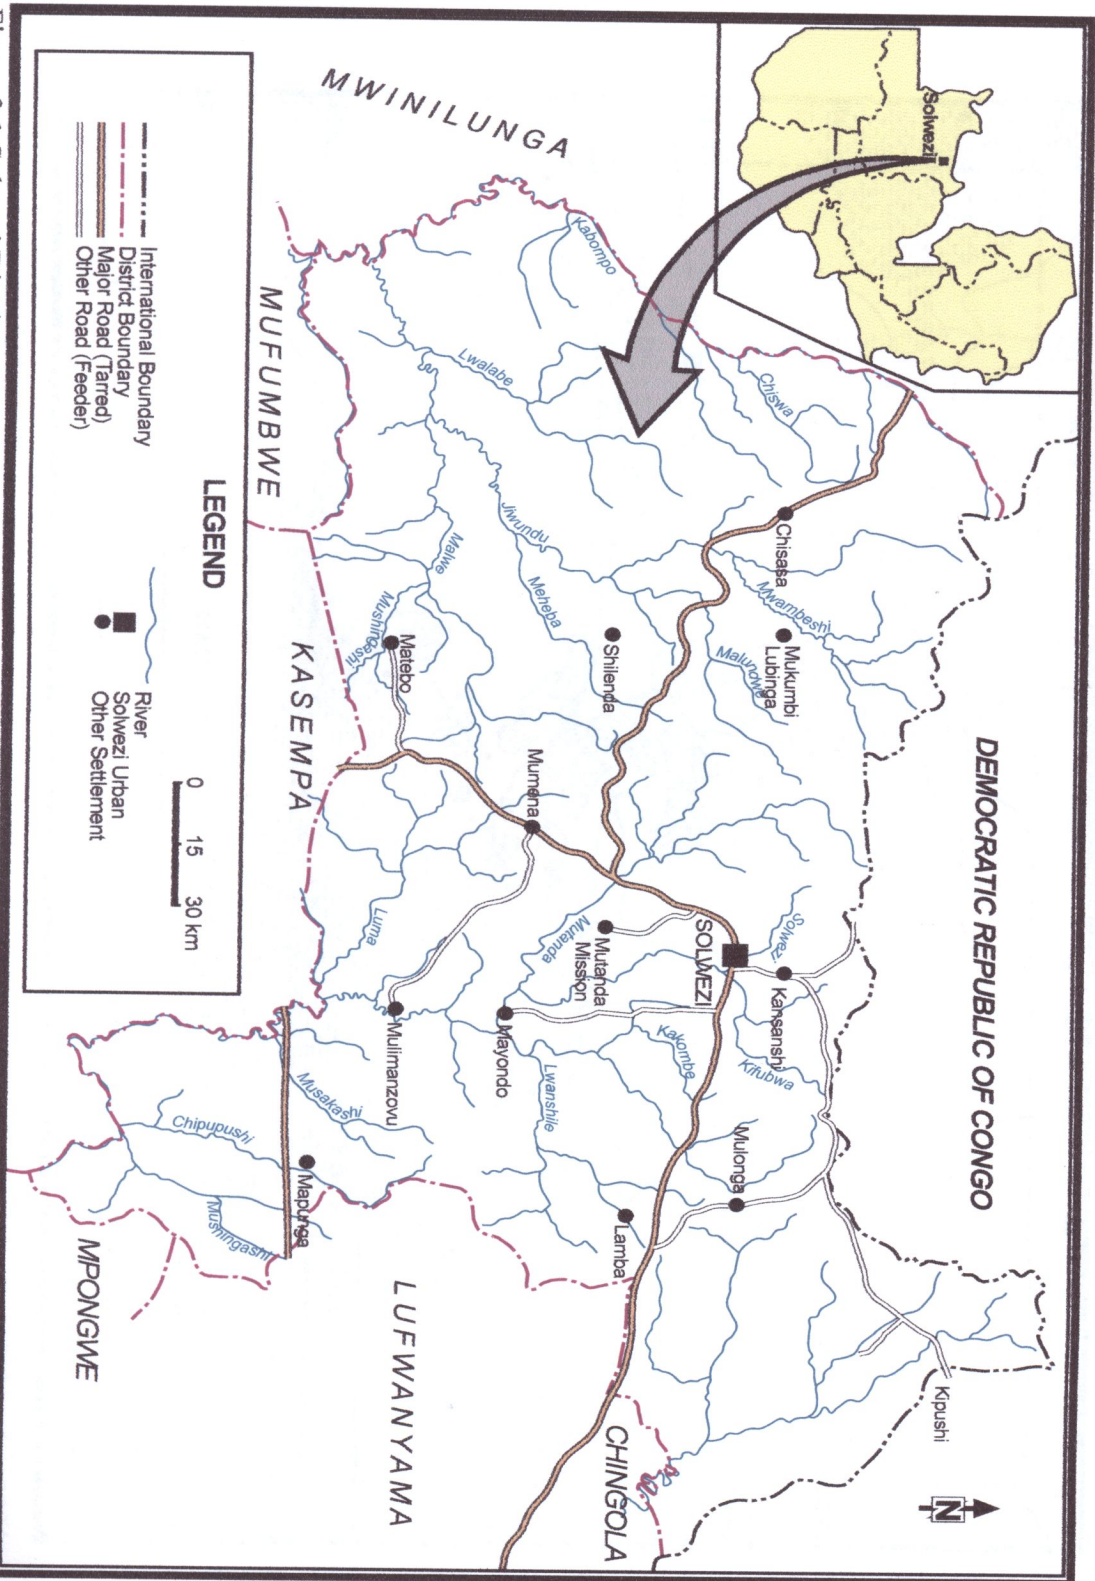 Solwezi
MWINILUNGA
DEMOCRATIC REPUBLIC OF CONGO
Kabompo
Chiswa
Lwalabe
Chisasa
Mwambeshi
Mukumbi
Lubinga
Malundwe
Jiwundu
Meheba
Shilenda
Malwe
Mushingashi
Matebo
MUFUMBWE
KASEMPA
Mumena
Solwezi
SOLWEZI
Kansanshi
Mutanda
Mutanda
Mission
Kifubwa
Kakombe
Luma
Mayondo
Mulimanzovu
Lwanshile
Mulonga
Lamba
Kipushi
N
Musakashi
Chipupushi
Mapunga
Mushingashi
LUFWANYAMA
CHINGOLA
MPONGWE
LEGEND
International Boundary
District Boundary
Major Road (Tarred)
Other Road (Feeder)
River
Solwezi Urban
Other Settlement
0 15 30 km